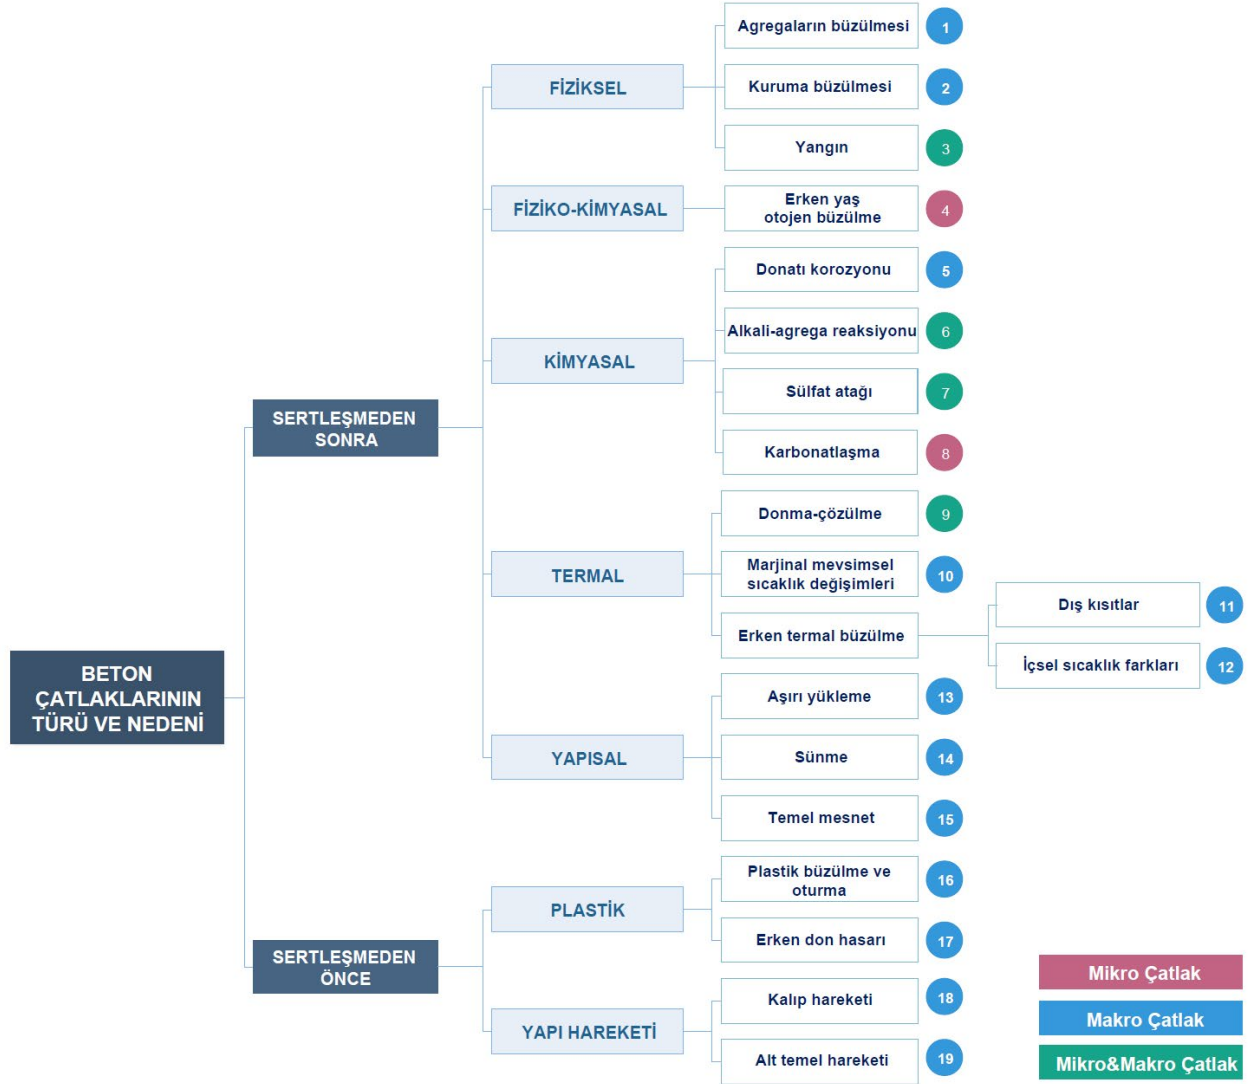 BETON
ÇATLAKLARININ
TÜRÜ VE NEDENİ
SERTLEŞMEDEN
SONRA
FİZİKSEL
Agregaların büzülmesi 1
Kuruma büzülmesi 2
Yangın 3
FİZİKO-KİMYASAL
Erken yaş
otojen büzülme 4
KİMYASAL
Donatı korozyonu 5
Alkali-agrega reaksiyonu 6
Sülfat atağı 7
Karbonatlaşma 8
TERMAL
Donma-çözülme 9
Marjinal mevsimsel
sıcaklık değişimleri 10
Erken termal büzülme
Dış kısıtlar 11
İçsel sıcaklık farkları 12
YAPISAL
Aşırı yükleme 13
Sünme 14
Temel mesnet 15
SERTLEŞMEDEN
ÖNCE
PLASTİK
Plastik büzülme ve
oturma 16
Erken don hasarı 17
YAPI HAREKETİ
Kalıp hareketi 18
Alt temel hareketi 19
Mikro Çatlak
Makro Çatlak
Mikro&Makro Çatlak